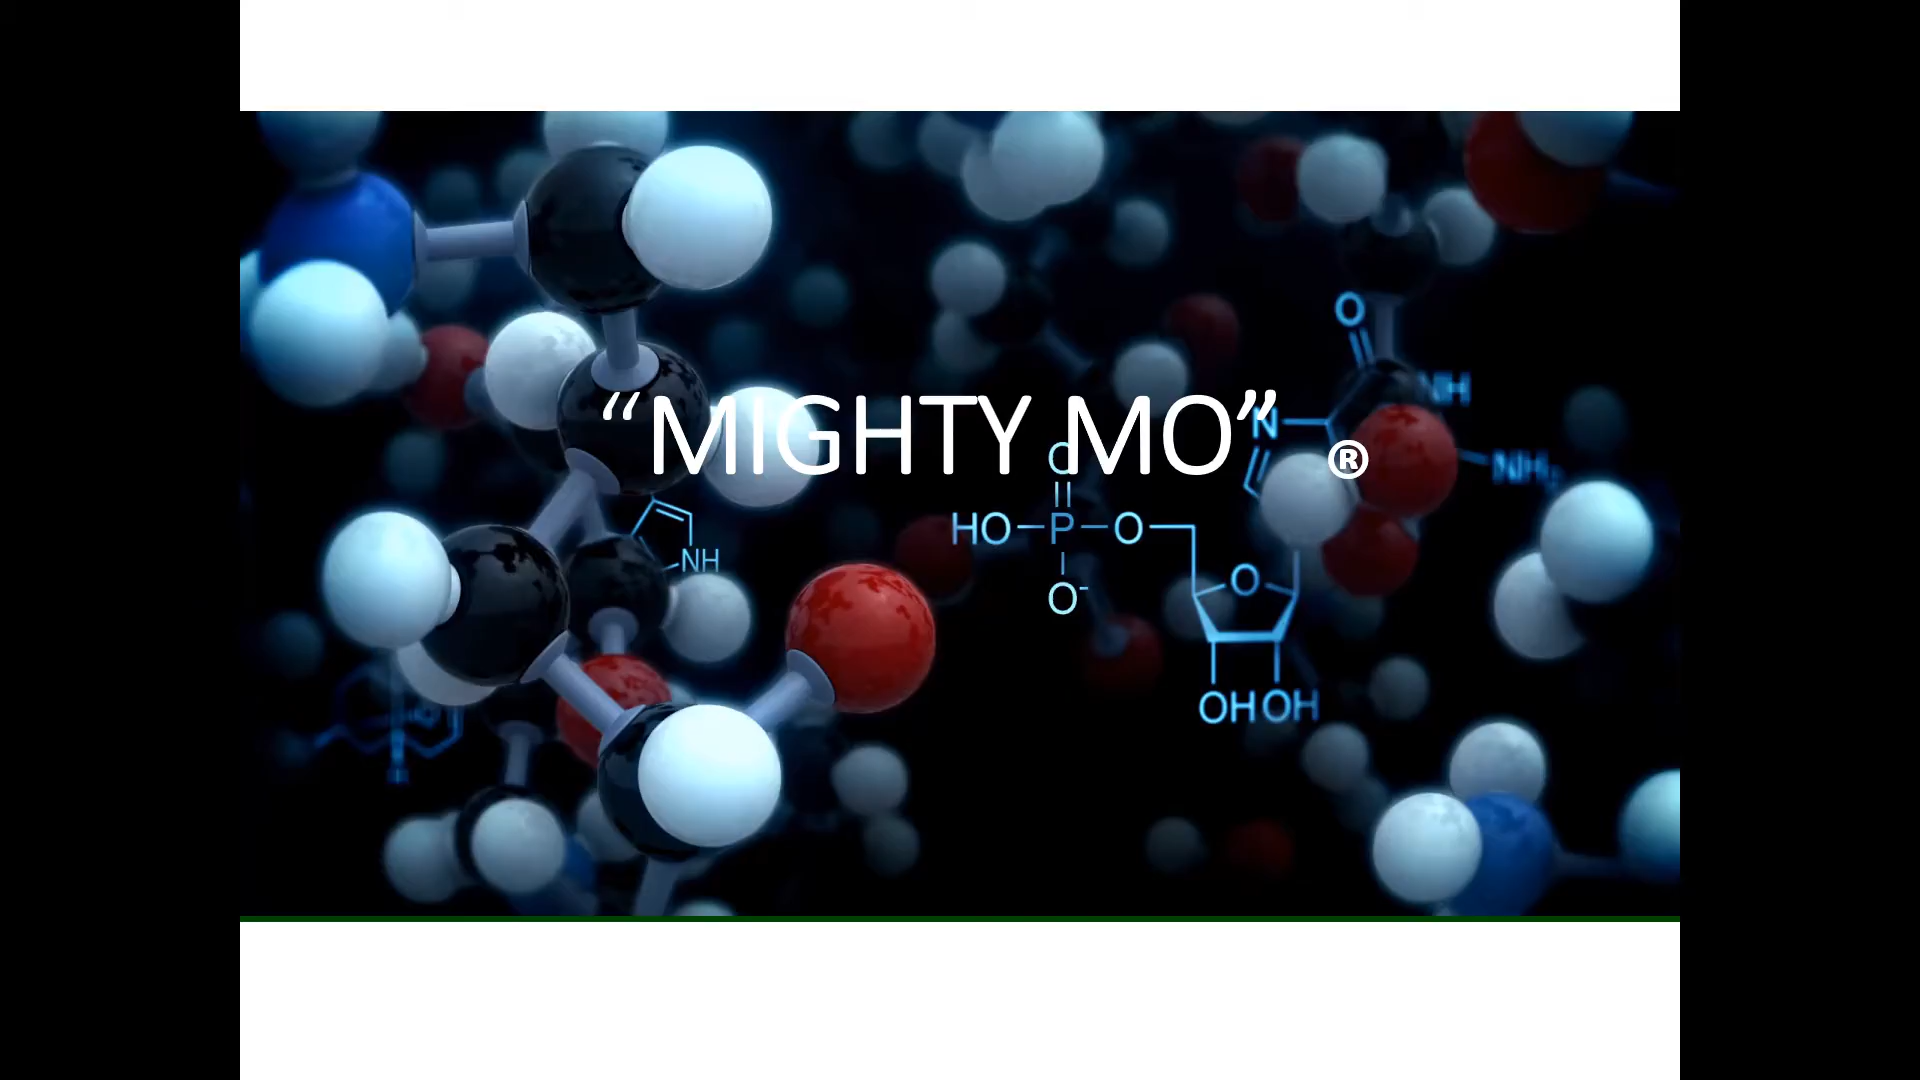 “MIGHTY MO” ®
O
NH
N
NH₂
O
HO P O
O-
NH
O
OH OH